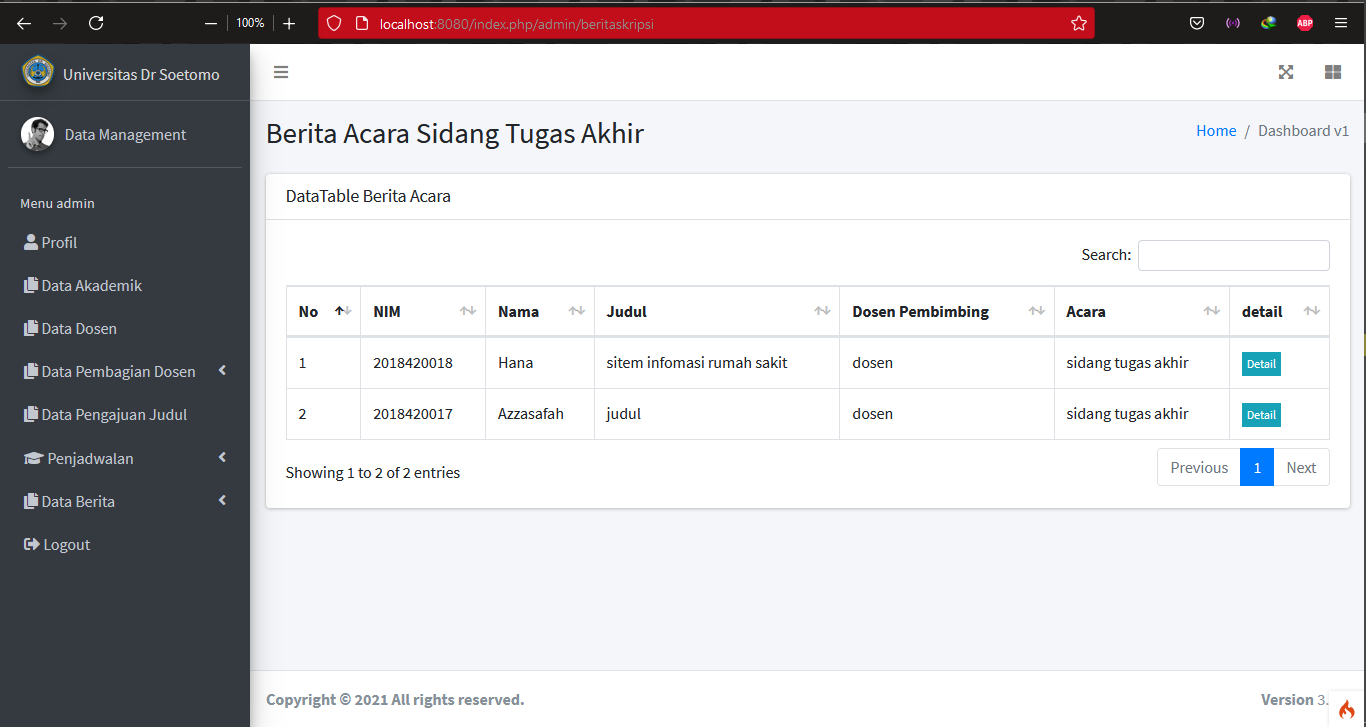 100%
localhost:8080/index.php/admin/beritaskripsi
ABP
Universitas Dr Soetomo
Data Management
Menu admin
Profil
Data Akademik
Data Dosen
Data Pembagian Dosen
Data Pengajuan Judul
Penjadwalan
Data Berita
Logout
Berita Acara Sidang Tugas Akhir
Home / Dashboard v1
DataTable Berita Acara
Search:
No NIM Nama Judul Dosen Pembimbing Acara detail
1 2018420018 Hana sitem infomasi rumah sakit dosen sidang tugas akhir Detail
2 2018420017 Azzasafah judul dosen sidang tugas akhir Detail
Showing 1 to 2 of 2 entries
Previous 1 Next
Copyright © 2021 All rights reserved.
Version 3.